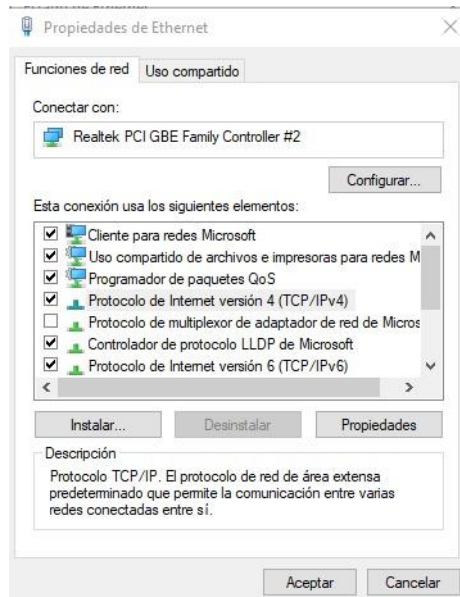 Propiedades de Ethernet
Funciones de red
Uso compartido
Conectar con:
Realtek PCI GBE Family Controller #2
Configurar...
Esta conexión usa los siguientes elementos:
Cliente para redes Microsoft
Uso compartido de archivos e impresoras para redes M
Programador de paquetes QoS
Protocolo de Internet versión 4 (TCP/IPv4)
Protocolo de multiplexor de adaptador de red de Micros
Controlador de protocolo LLDP de Microsoft
Protocolo de Internet versión 6 (TCP/IPv6)
Instalar...
Desinstalar
Propiedades
Descripción
Protocolo TCP/IP. El protocolo de red de área extensa
predeterminado que permite la comunicación entre varias
redes conectadas entre sí.
Aceptar
Cancelar